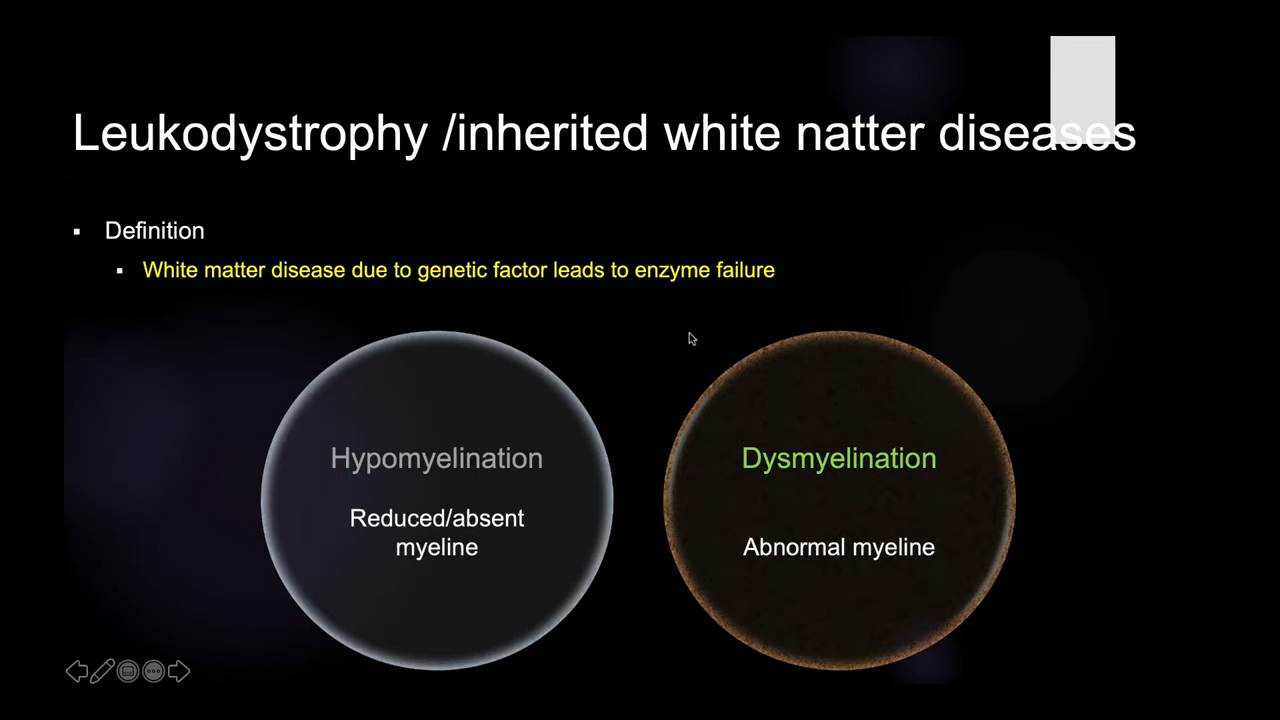 Leukodystrophy /inherited white natter diseases
Definition
White matter disease due to genetic factor leads to enzyme failure
Hypomyelination
Reduced/absent
myeline
Dysmyelination
Abnormal myeline